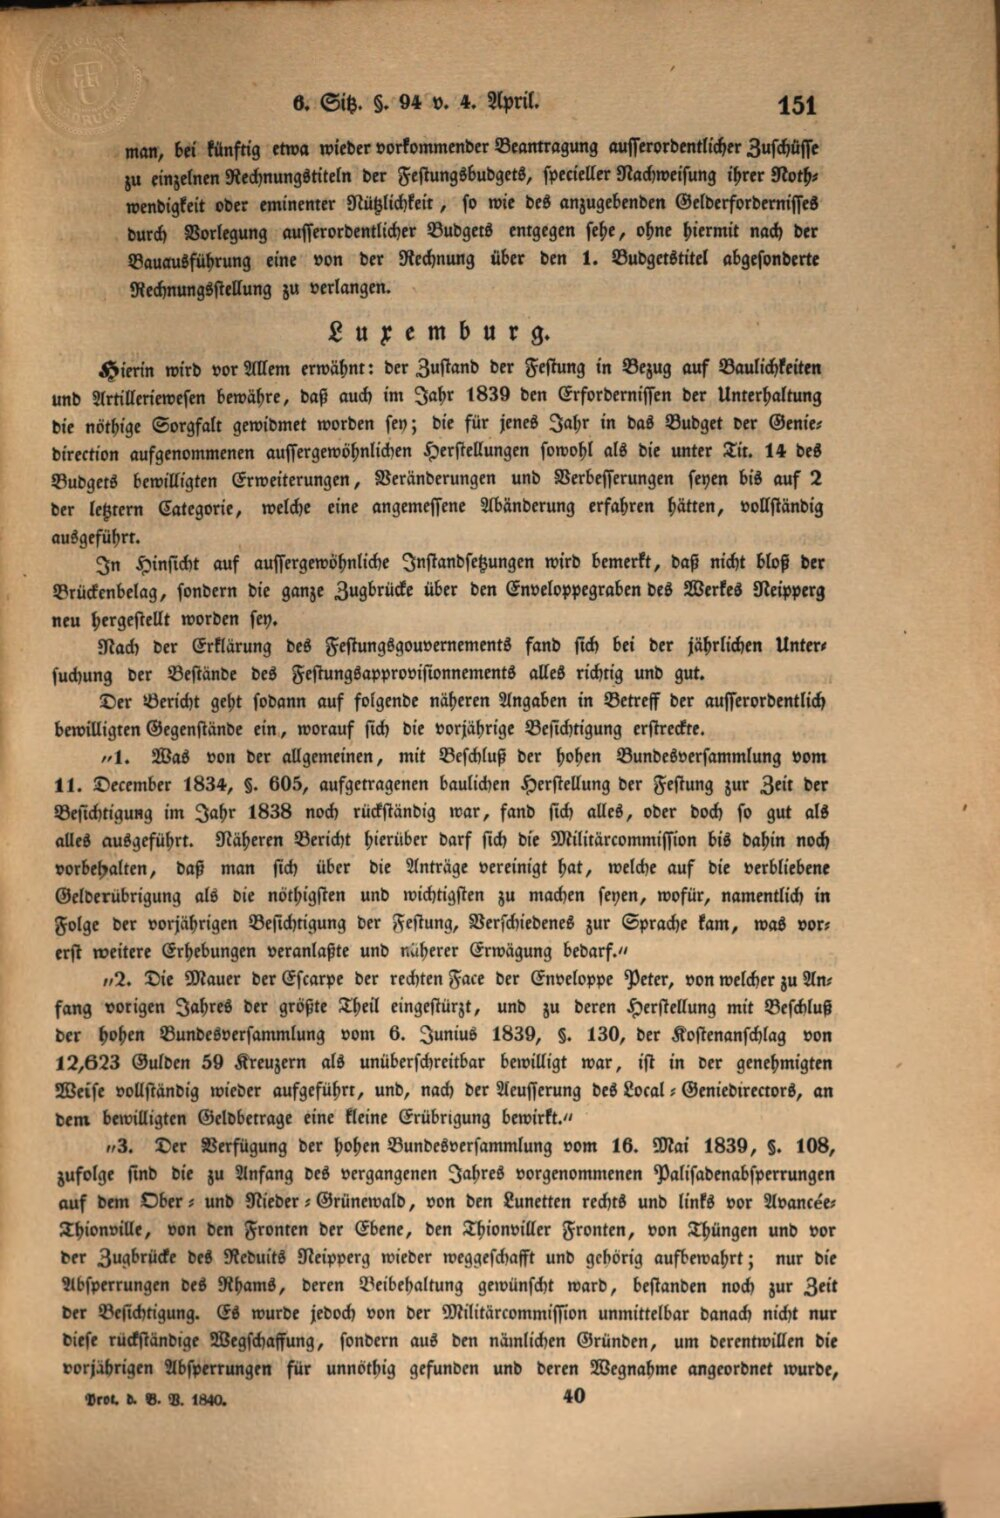 6. Sitz. §. 94 v. 4. April.
151
man, bei künftig etwa wieder vorkommender Beantragung ausserordentlicher Zuschüsse
zu einzelnen Rechnungstiteln der Festungsbudgets, specieller Nachweisung ihrer Noth-
wendigkeit oder eminenter Nützlichkeit, so wie des anzugebenden Gelderfordernisses
durch Vorlegung ausserordentlicher Budgets entgegen sehe, ohne hiermit nach der
Bauausführung eine von der Rechnung über den 1. Budgetstitel abgesonderte
Rechnungsstellung zu verlangen.
Luxemburg.
Hierin wird vor Allem erwähnt: der Zustand der Festung in Bezug auf Baulichkeiten
und Artilleriewesen bewähre, daß auch im Jahr 1839 den Erfordernissen der Unterhaltung
die nöthige Sorgfalt gewidmet worden sey; die für jenes Jahr in das Budget der Genie-
direction aufgenommenen aussergewöhnlichen Herstellungen sowohl als die unter Tit. 14 des
Budgets bewilligten Erweiterungen, Veränderungen und Verbesserungen seyen bis auf 2
der letztern Categorie, welche eine angemessene Abänderung erfahren hätten, vollständig
ausgeführt.
In Hinsicht auf aussergewöhnliche Instandsetzungen wird bemerkt, daß nicht bloß der
Brückenbelag, sondern die ganze Zugbrücke über den Enveloppegraben des Werkes Neipperg
neu hergestellt worden sey.
Nach der Erklärung des Festungsgouvernements fand sich bei der jährlichen Unter-
suchung der Bestände des Festungsapprovisionnements alles richtig und gut.
Der Bericht geht sodann auf folgende näheren Angaben in Betreff der ausserordentlich
bewilligten Gegenstände ein, worauf sich die vorjährige Besichtigung erstreckte.
„1. Was von der allgemeinen, mit Beschluß der hohen Bundesversammlung vom
11. December 1834, §. 605, aufgetragenen baulichen Herstellung der Festung zur Zeit der
Besichtigung im Jahr 1838 noch rückständig war, fand sich alles, oder doch so gut als
alles ausgeführt. Näheren Bericht hierüber darf sich die Militärcommission bis dahin noch
vorbehalten, daß man sich über die Anträge vereinigt hat, welche auf die verbliebene
Gelderübrigung als die nöthigsten und wichtigsten zu machen seyen, wofür, namentlich in
Folge der vorjährigen Besichtigung der Festung, Verschiedenes zur Sprache kam, was vor-
erst weitere Erhebungen veranlaßte und näherer Erwägung bedarf."
„2. Die Mauer der Escarpe der rechten Face der Enveloppe Peter, von welcher zu An-
fang vorigen Jahres der größte Theil eingestürzt, und zu deren Herstellung mit Beschluß
der hohen Bundesversammlung vom 6. Junius 1839, §. 130, der Kostenanschlag von
12,623 Gulden 59 Kreuzern als unüberschreitbar bewilligt war, ist in der genehmigten
Weise vollständig wieder aufgeführt, und, nach der Aeusserung des Local-Geniedirectors, an
dem bewilligten Geldbetrage eine kleine Erübrigung bewirkt."
„3. Der Verfügung der hohen Bundesversammlung vom 16. Mai 1839, §. 108,
zufolge sind die zu Anfang des vergangenen Jahres vorgenommenen Palisadenabsperrungen
auf dem Ober- und Nieder-Grünewald, von den Lunetten rechts und links vor Avancée-
Thionville, von den Fronten der Ebene, den Thionviller Fronten, von Thüngen und vor
der Zugbrücke des Reduits Neipperg wieder weggeschafft und gehörig aufbewahrt; nur die
Absperrungen des Rhams, deren Beibehaltung gewünscht ward, bestanden noch zur Zeit
der Besichtigung. Es wurde jedoch von der Militärcommission unmittelbar danach nicht nur
diese rückständige Wegschaffung, sondern aus den nämlichen Gründen, um derentwillen die
vorjährigen Absperrungen für unnöthig gefunden und deren Wegnahme angeordnet wurde,
Prot. d. B. V. 1840.
40